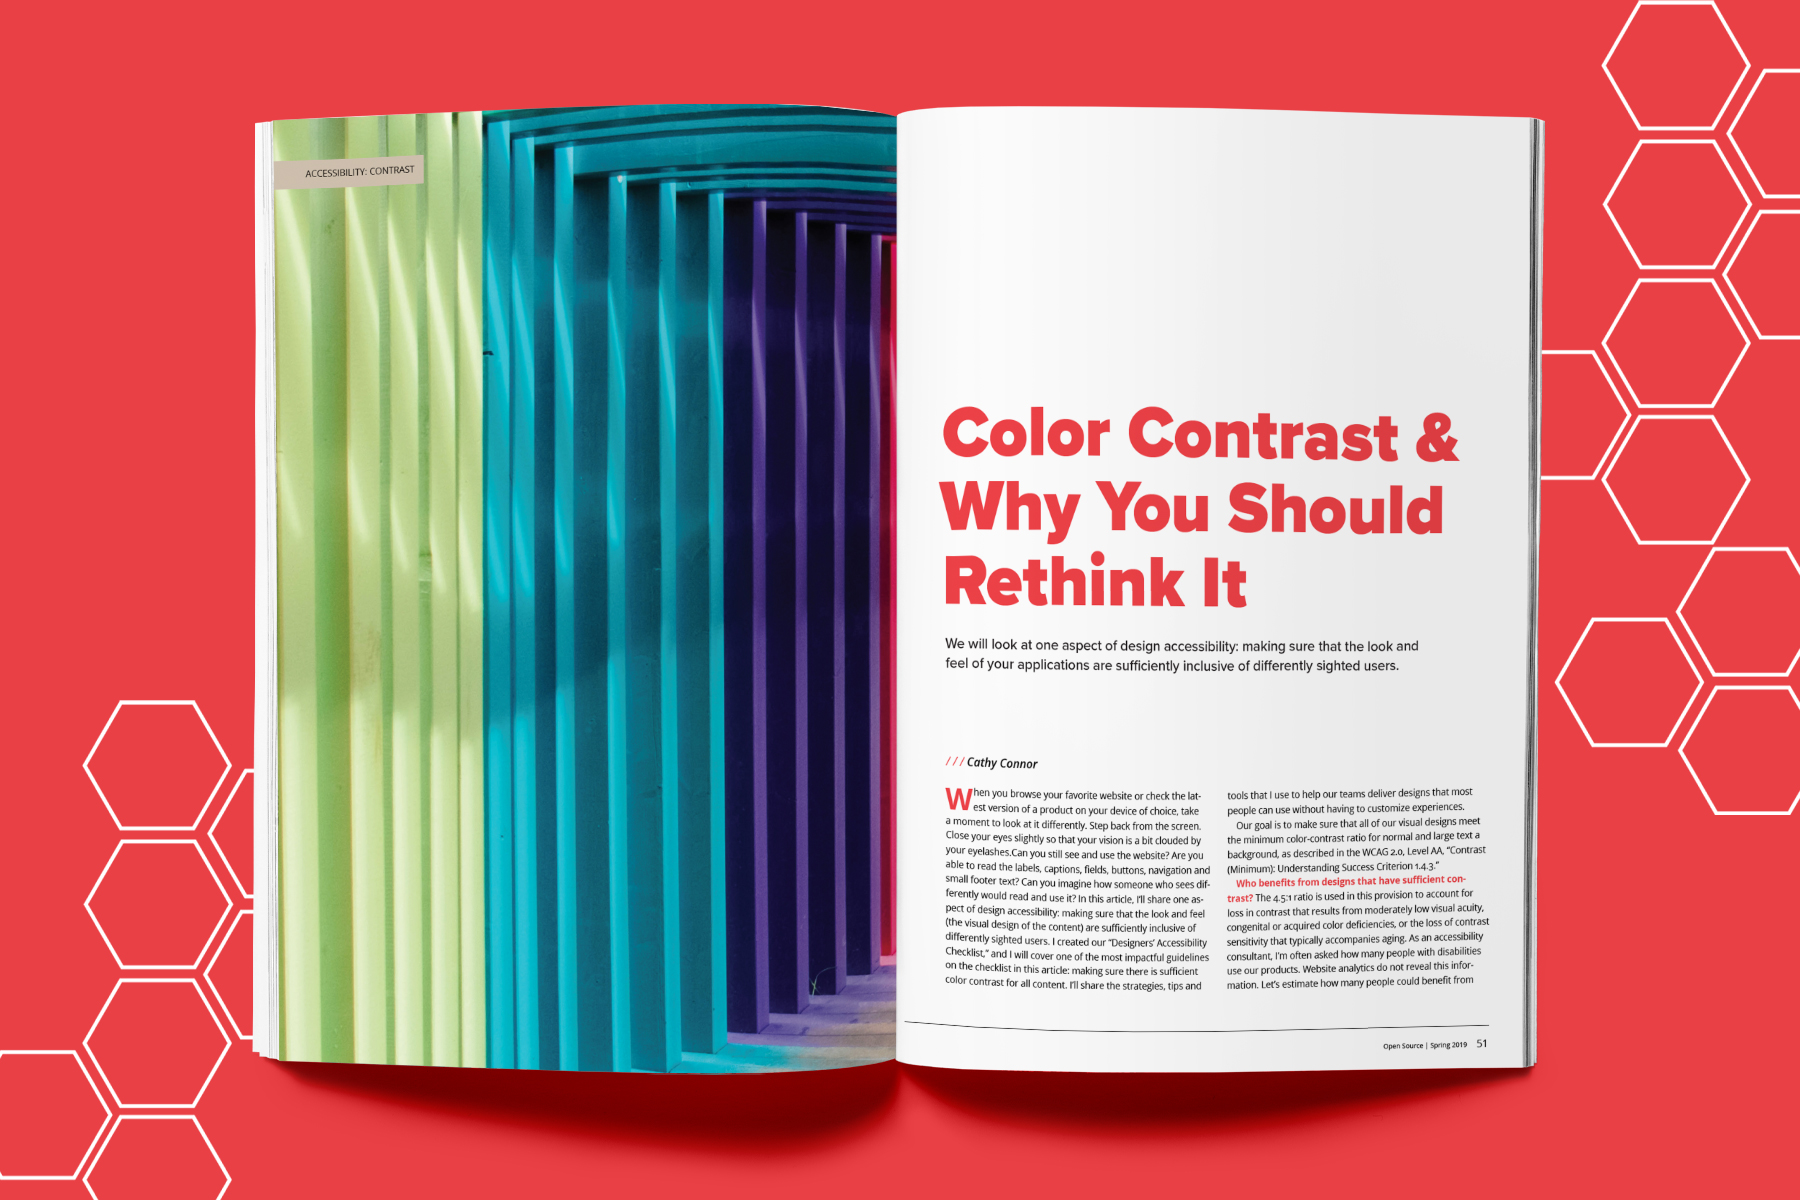 ACCESSIBILITY: CONTRAST
Color Contrast &
Why You Should
Rethink It
We will look at one aspect of design accessibility: making sure that the look and
feel of your applications are sufficiently inclusive of differently sighted users.
/// Cathy Connor
When you browse your favorite website or check the lat-
est version of a product on your device of choice, take
a moment to look at it differently. Step back from the screen.
Close your eyes slightly so that your vision is a bit clouded by
your eyelashes.Can you still see and use the website? Are you
able to read the labels, captions, fields, buttons, navigation and
small footer text? Can you imagine how someone who sees dif-
ferently would read and use it? In this article, I'll share one as-
pect of design accessibility: making sure that the look and feel
(the visual design of the content) are sufficiently inclusive of
differently sighted users. I created our “Designers’ Accessibility
Checklist,” and I will cover one of the most impactful guidelines
on the checklist in this article: making sure there is sufficient
color contrast for all content. I’ll share the strategies, tips and
tools that I use to help our teams deliver designs that most
people can use without having to customize experiences.
Our goal is to make sure that all of our visual designs meet
the minimum color-contrast ratio for normal and large text a
background, as described in the WCAG 2.0, Level AA, “Contrast
(Minimum): Understanding Success Criterion 1.4.3.”
Who benefits from designs that have sufficient con-
trast? The 4.5:1 ratio is used in this provision to account for
loss in contrast that results from moderately low visual acuity,
congenital or acquired color deficiencies, or the loss of contrast
sensitivity that typically accompanies aging. As an accessibility
consultant, I’m often asked how many people with disabilities
use our products. Website analytics do not reveal this infor-
mation. Let’s estimate how many people could benefit from
Open Source | Spring 2019 51